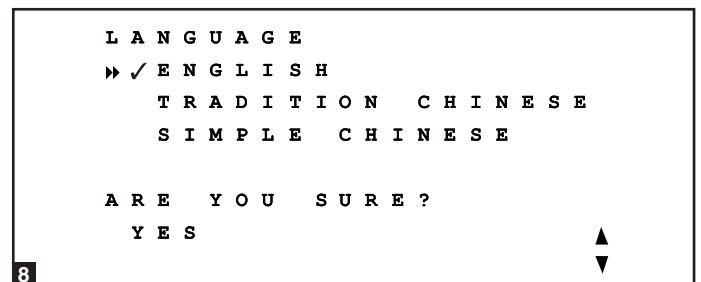 LANGUAGE
ENGLISH
TRADITION CHINESE
SIMPLE CHINESE
ARE YOU SURE?
YES
8